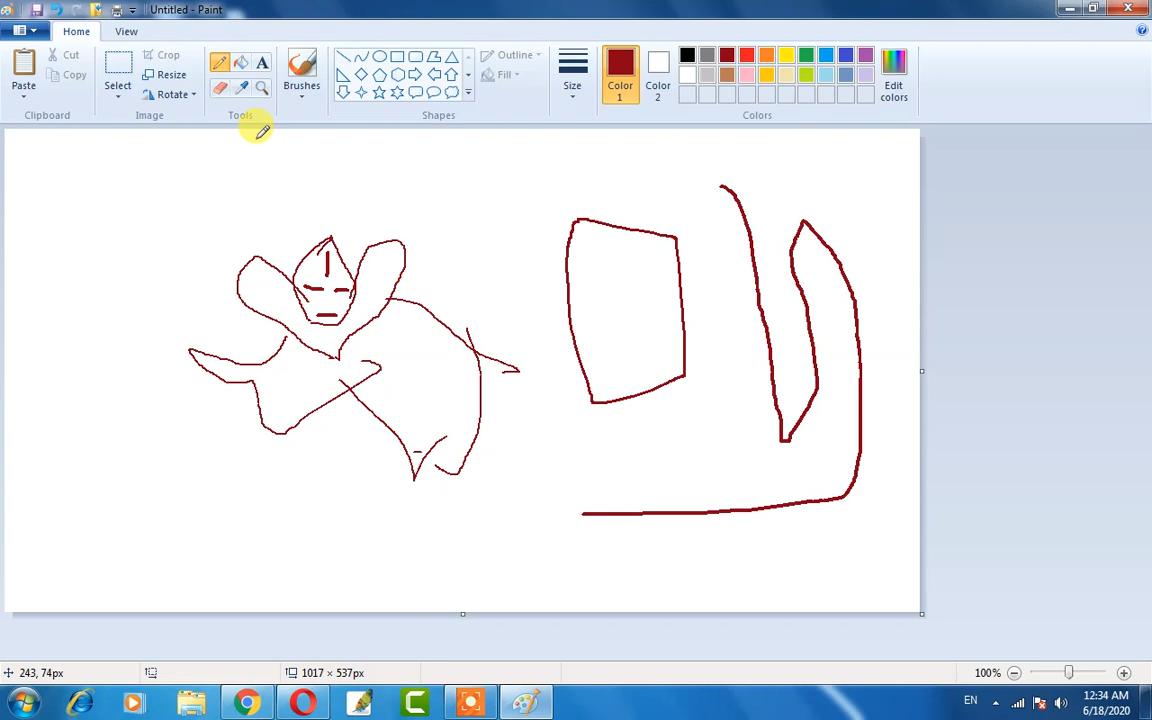 Untitled - Paint
Home View
Cut
Copy
Paste
Clipboard
Select
Crop
Resize
Rotate
Image
A
Tools
Brushes
Outline
Fill
Shapes
Size
Color 1
Color 2
Edit colors
Colors
243, 74px
1017 × 537px
100%
EN
12:34 AM
6/18/2020